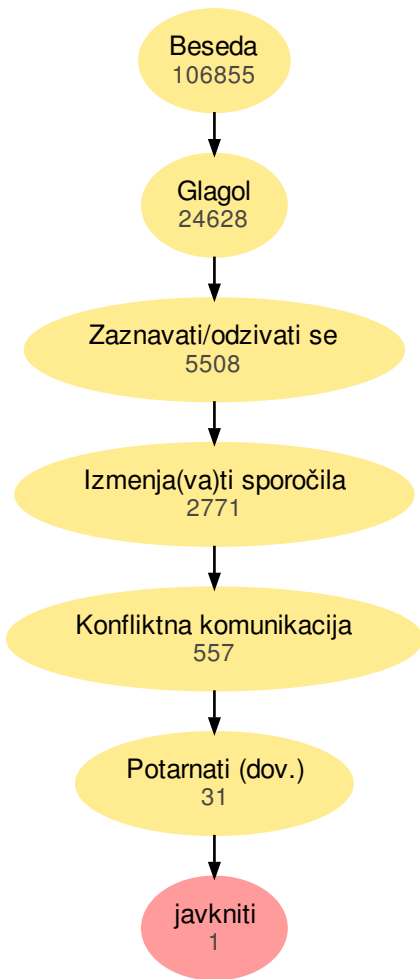 Beseda
106855
Glagol
24628
Zaznavati/odzivati se
5508
Izmenja(va)ti sporočila
2771
Konfliktna komunikacija
557
Potarnati (dov.)
31
javkniti
1